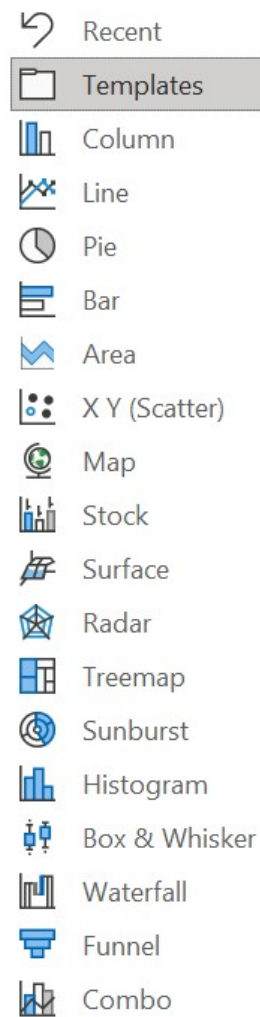 Recent
Templates
Column
Line
Pie
Bar
Area
X Y (Scatter)
Map
Stock
Surface
Radar
Treemap
Sunburst
Histogram
Box & Whisker
Waterfall
Funnel
Combo